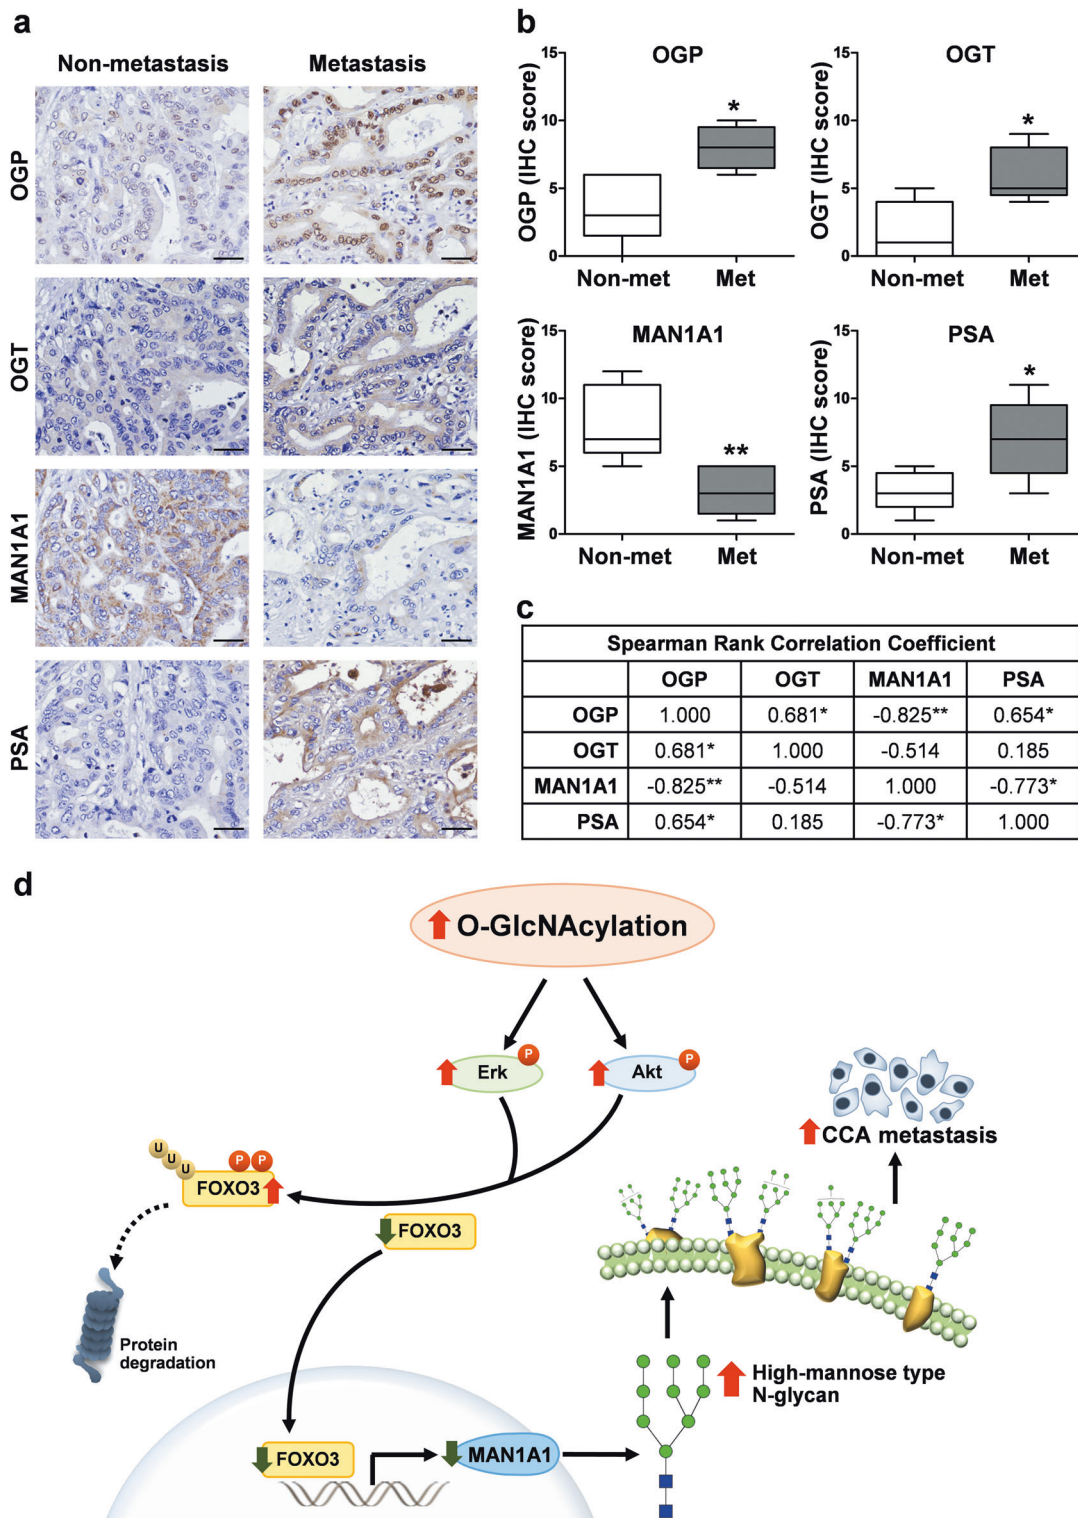 a
Non-metastasis Metastasis
OGP
OGT
MAN1A1
PSA
b
OGP
OGP (IHC score)
15
10
5
0
*
Non-met Met
OGT
OGT (IHC score)
15
10
5
0
*
Non-met Met
MAN1A1
MAN1A1 (IHC score)
15
10
5
0
**
Non-met Met
PSA
PSA (IHC score)
15
10
5
0
*
Non-met Met
c
Spearman Rank Correlation Coefficient
OGP OGT MAN1A1 PSA
OGP 1.000 0.681* -0.825** 0.654*
OGT 0.681* 1.000 -0.514 0.185
MAN1A1 -0.825** -0.514 1.000 -0.773*
PSA 0.654* 0.185 -0.773* 1.000
d
O-GlcNAcylation
Erk P
Akt P
CCA metastasis
U U U
P P
FOXO3
FOXO3
Protein
degradation
High-mannose type
N-glycan
FOXO3
MAN1A1